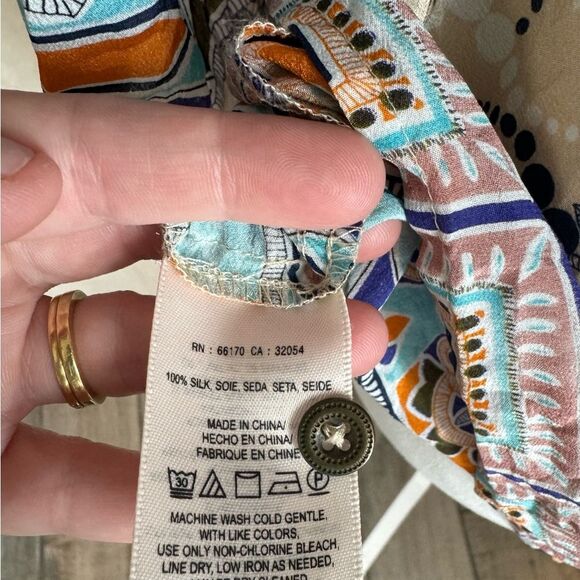 RN : 66170 CA : 32054
100% SILK, SOIE, SEDA SETA, SEIDE
MADE IN CHINA/
HECHO EN CHINA/
FABRIQUE EN CHINE
30 P
MACHINE WASH COLD GENTLE,
WITH LIKE COLORS,
USE ONLY NON-CHLORINE BLEACH,
LINE DRY, LOW IRON AS NEEDED,
DRY CLEANED